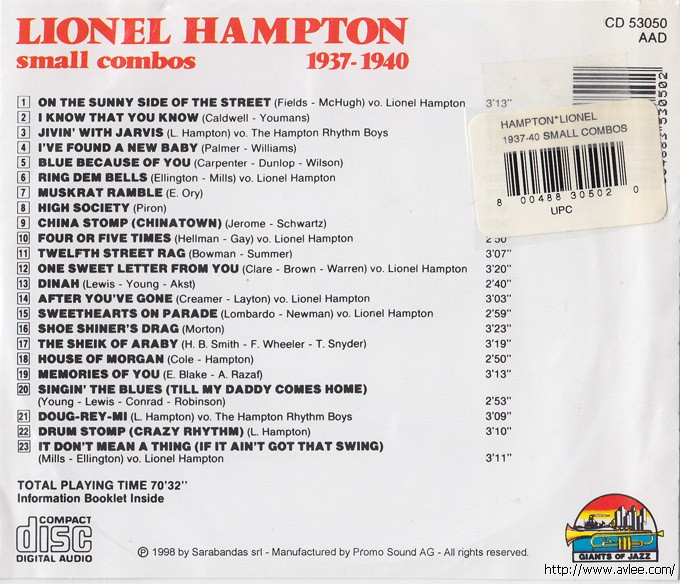 LIONEL HAMPTON
small combos 1937-1940
CD 53050
AAD
1 ON THE SUNNY SIDE OF THE STREET (Fields - McHugh) vo. Lionel Hampton 3'13"
2 I KNOW THAT YOU KNOW (Caldwell - Youmans)
3 JIVIN' WITH JARVIS (L. Hampton) vo. The Hampton Rhythm Boys
4 I'VE FOUND A NEW BABY (Palmer - Williams)
5 BLUE BECAUSE OF YOU (Carpenter - Dunlop - Wilson)
6 RING DEM BELLS (Ellington - Mills) vo. Lionel Hampton
7 MUSKRAT RAMBLE (E. Ory)
8 HIGH SOCIETY (Piron)
9 CHINA STOMP (CHINATOWN) (Jerome - Schwartz)
10 FOUR OR FIVE TIMES (Hellman - Gay) vo. Lionel Hampton 2'50"
11 TWELFTH STREET RAG (Bowman - Summer) 3'07"
12 ONE SWEET LETTER FROM YOU (Clare - Brown - Warren) vo. Lionel Hampton 3'20"
13 DINAH (Lewis - Young - Akst) 2'40"
14 AFTER YOU'VE GONE (Creamer - Layton) vo. Lionel Hampton 3'03"
15 SWEETHEARTS ON PARADE (Lombardo - Newman) vo. Lionel Hampton 2'59"
16 SHOE SHINER'S DRAG (Morton) 3'23"
17 THE SHEIK OF ARABY (H. B. Smith - F. Wheeler - T. Snyder) 3'19"
18 HOUSE OF MORGAN (Cole - Hampton) 2'50"
19 MEMORIES OF YOU (E. Blake - A. Razaf) 3'13"
20 SINGIN' THE BLUES (TILL MY DADDY COMES HOME)
(Young - Lewis - Conrad - Robinson) 2'53"
21 DOUG-REY-MI (L. Hampton) vo. The Hampton Rhythm Boys 3'09"
22 DRUM STOMP (CRAZY RHYTHM) (L. Hampton) 3'10"
23 IT DON'T MEAN A THING (IF IT AIN'T GOT THAT SWING)
(Mills - Ellington) vo. Lionel Hampton 3'11"
HAMPTON*LIONEL
1937-40 SMALL COMBOS
8 00488 30502 0
UPC
TOTAL PLAYING TIME 70'32"
Information Booklet Inside
COMPACT
disc
DIGITAL AUDIO
℗ 1998 by Sarabandas srl - Manufactured by Promo Sound AG - All rights reserved.
GIANTS OF JAZZ
http://www.avlee.com/